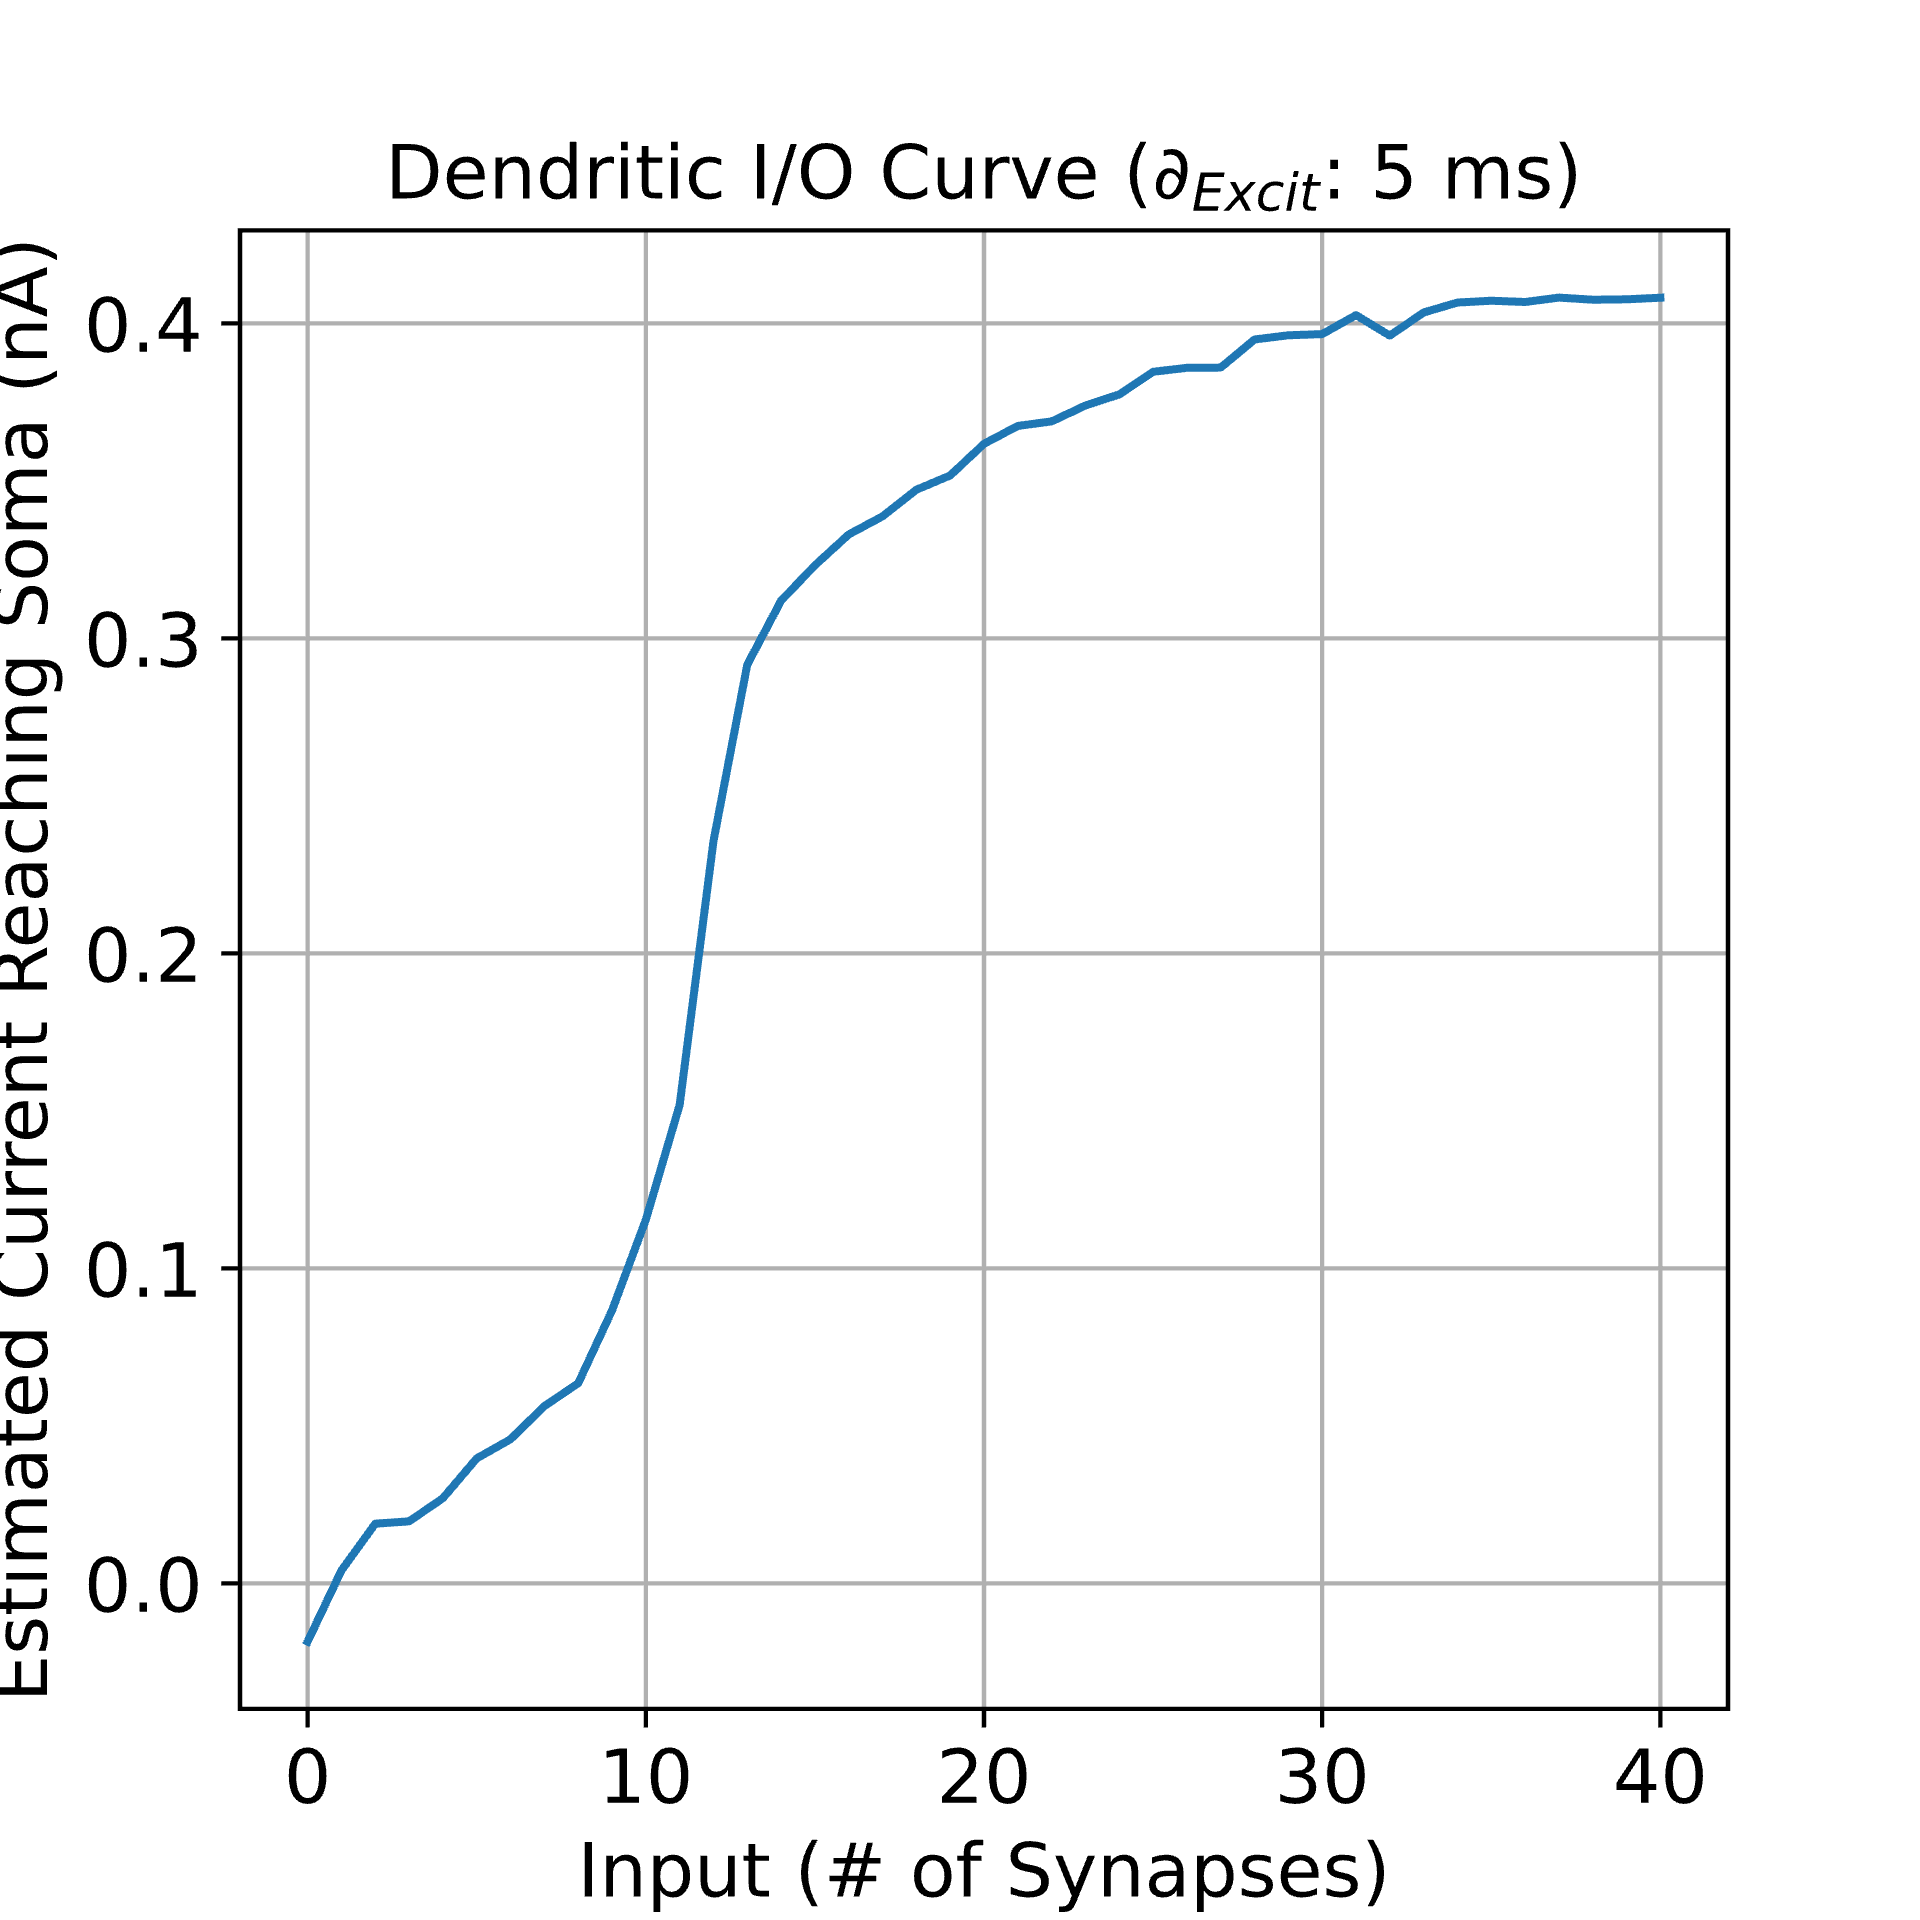 Dendritic I/O Curve (∂Excit: 5 ms)
Estimated Current Reaching Soma (nA)
0.4
0.3
0.2
0.1
0.0
0 10 20 30 40
Input (# of Synapses)